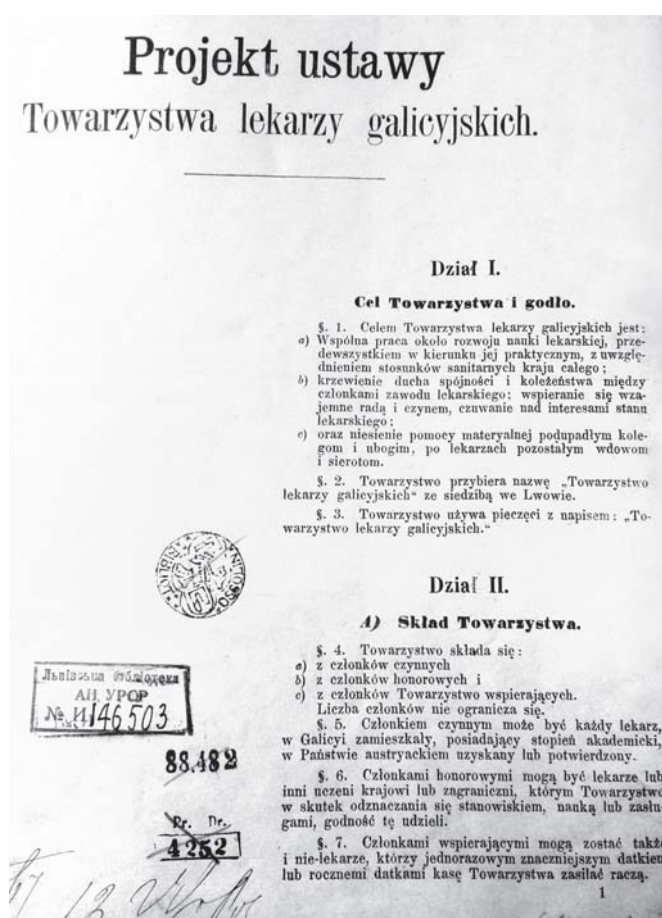 Projekt ustawy
Towarzystwa lekarzy galicyjskich.
Dział I.
Cel Towarzystwa i godło.
§. 1. Celem Towarzystwa lekarzy galicyjskich jest:
a) Wspólna praca około rozwoju nauki lekarskiej, prze-
dewszystkiem w kierunku jej praktycznym, z uwzglę-
dnieniem stosunków sanitarnych kraju całego;
b) krzewienie ducha spójności i koleżeństwa między
członkami zawodu lekarskiego; wspieranie się wza-
jemne radą i czynem, czuwanie nad interesami stanu
lekarskiego;
c) oraz niesienie pomocy materyalnej podupadłym kole-
gom i ubogim, po lekarzach pozostałym wdowom
i sierotom.
§. 2. Towarzystwo przybiera nazwę „Towarzystwo
lekarzy galicyjskich“ ze siedzibą we Lwowie.
§. 3. Towarzystwo używa pieczęci z napisem: „To-
warzystwo lekarzy galicyjskich.“
Dział II.
A) Skład Towarzystwa.
§. 4. Towarzystwo składa się:
a) z członków czynnych
b) z członków honorowych i
c) z członków Towarzystwo wspierających.
Liczba członków nie ogranicza się.
§. 5. Członkiem czynnym może być każdy lekarz,
w Galicyi zamieszkały, posiadający stopień akademicki,
w Państwie austryackiem uzyskany lub potwierdzony.
§. 6. Członkami honorowymi mogą być lekarze lub
inni uczeni krajowi lub zagraniczni, którym Towarzystwo
w skutek odznaczania się stanowiskiem, nauką lub zasłu-
gami, godność tę udzieli.
§. 7. Członkami wspierającymi mogą zostać także
i nie-lekarze, którzy jednorazowym znaczniejszym datkiem
lub rocznemi datkami kasę Towarzystwa zasilać raczą.
1
Львівська бібліотека
АН УРСР
№ И 146503
88.482
Pr. Dr.
4252
12